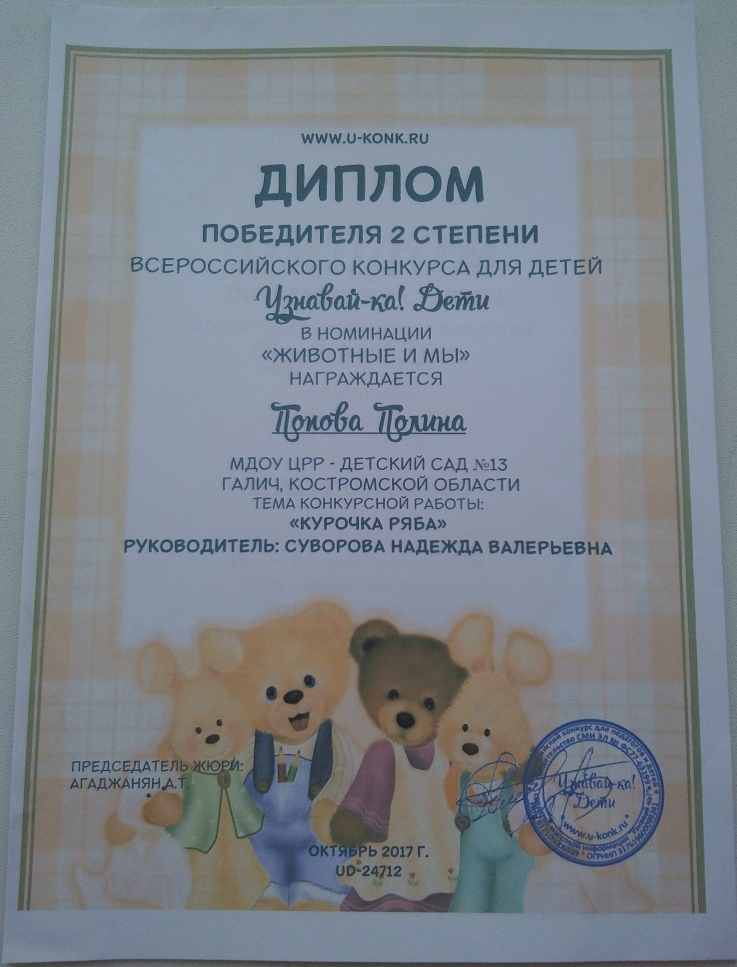 WWW.U-KONK.RU
ДИПЛОМ
ПОБЕДИТЕЛЯ 2 СТЕПЕНИ
ВСЕРОССИЙСКОГО КОНКУРСА ДЛЯ ДЕТЕЙ
Узнавай-ка! Дети
В НОМИНАЦИИ
«ЖИВОТНЫЕ И МЫ»
НАГРАЖДАЕТСЯ
Попова Полина
МДОУ ЦРР - ДЕТСКИЙ САД №13
ГАЛИЧ, КОСТРОМСКОЙ ОБЛАСТИ
ТЕМА КОНКУРСНОЙ РАБОТЫ:
«КУРОЧКА РЯБА»
РУКОВОДИТЕЛЬ: СУВОРОВА НАДЕЖДА ВАЛЕРЬЕВНА
ПРЕДСЕДАТЕЛЬ ЖЮРИ:
АГАДЖАНЯН А.Т.
Узнавай-ка!
Дети
www.u-konk.ru
ОКТЯБРЬ 2017 Г.
UD-24712